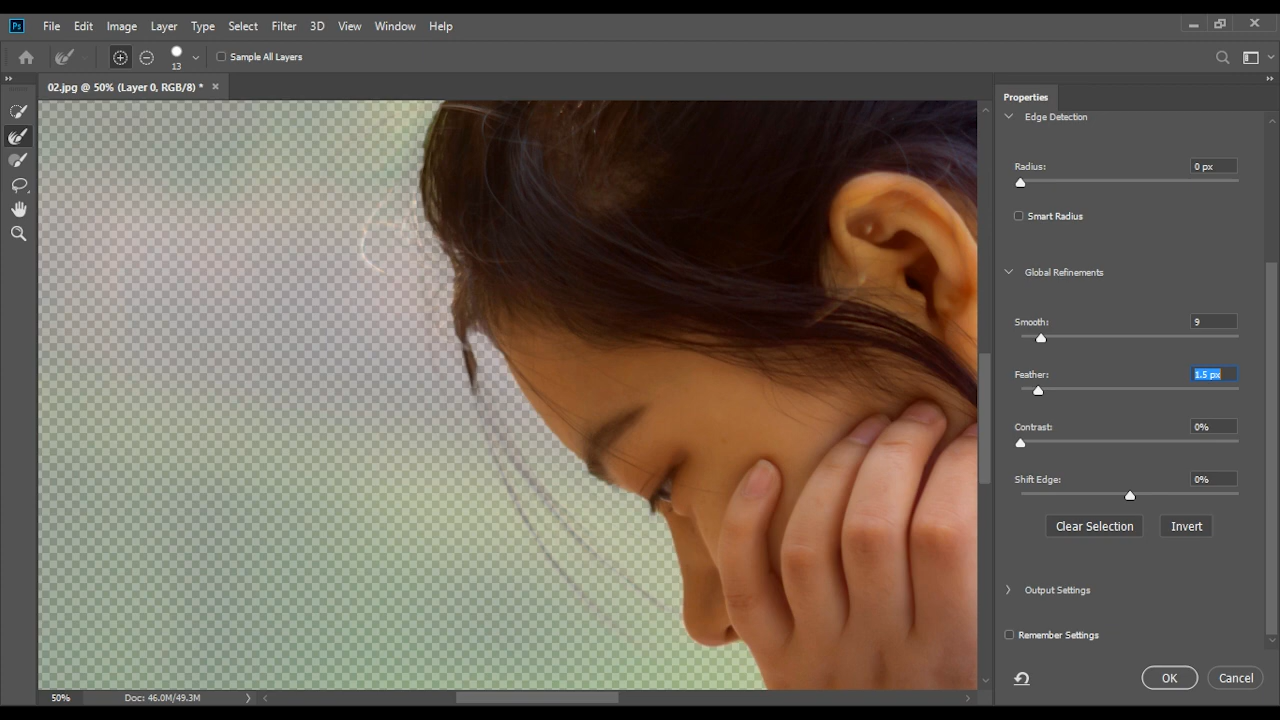 Ps File Edit Image Layer Type Select Filter 3D View Window Help
13 Sample All Layers
02.jpg @ 50% (Layer 0, RGB/8) *
Properties
Edge Detection
Radius: 0 px
Smart Radius
Global Refinements
Smooth: 9
Feather: 1.5 px
Contrast: 0%
Shift Edge: 0%
Clear Selection Invert
Output Settings
Remember Settings
OK Cancel
50% Doc: 46.0M/49.3M